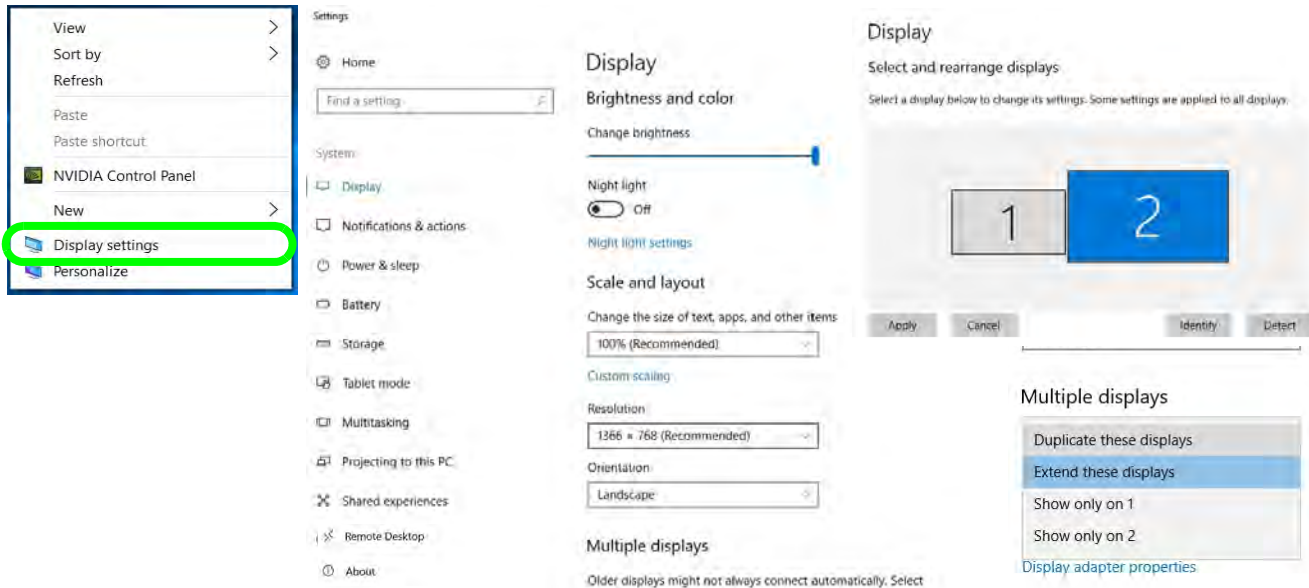 View
Sort by
Refresh
Paste
Paste shortcut
NVIDIA Control Panel
New
Display settings
Personalize
Settings
Home
Find a setting
System
Display
Notifications & actions
Power & sleep
Battery
Storage
Tablet mode
Multitasking
Projecting to this PC
Shared experiences
Remote Desktop
About
Display
Brightness and color
Change brightness
Night light
Off
Night light settings
Scale and layout
Change the size of text, apps, and other items
100% (Recommended)
Custom scaling
Resolution
1366 × 768 (Recommended)
Orientation
Landscape
Multiple displays
Older displays might not always connect automatically. Select
Display
Select and rearrange displays
Select a display below to change its settings. Some settings are applied to all displays.
1
2
Apply
Cancel
Identify
Detect
Multiple displays
Duplicate these displays
Extend these displays
Show only on 1
Show only on 2
Display adapter properties